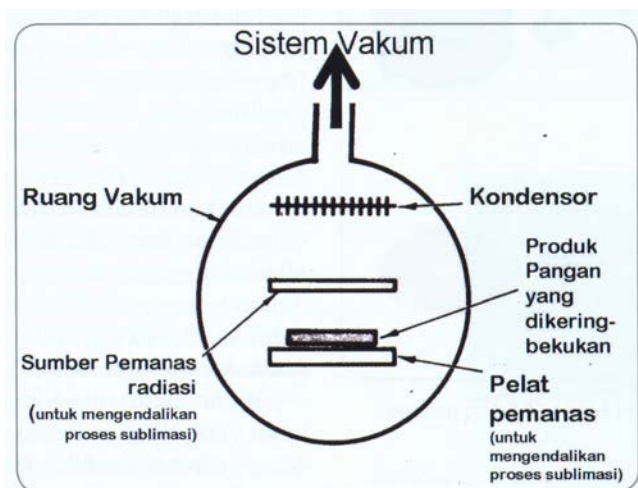 Sistem Vakum
Ruang Vakum
Kondensor
Produk
Pangan
yang
dikering-
bekukan
Sumber Pemanas
radiasi
(untuk mengendalikan
proses sublimasi)
Pelat
pemanas
(untuk
mengendalikan
proses sublimasi)